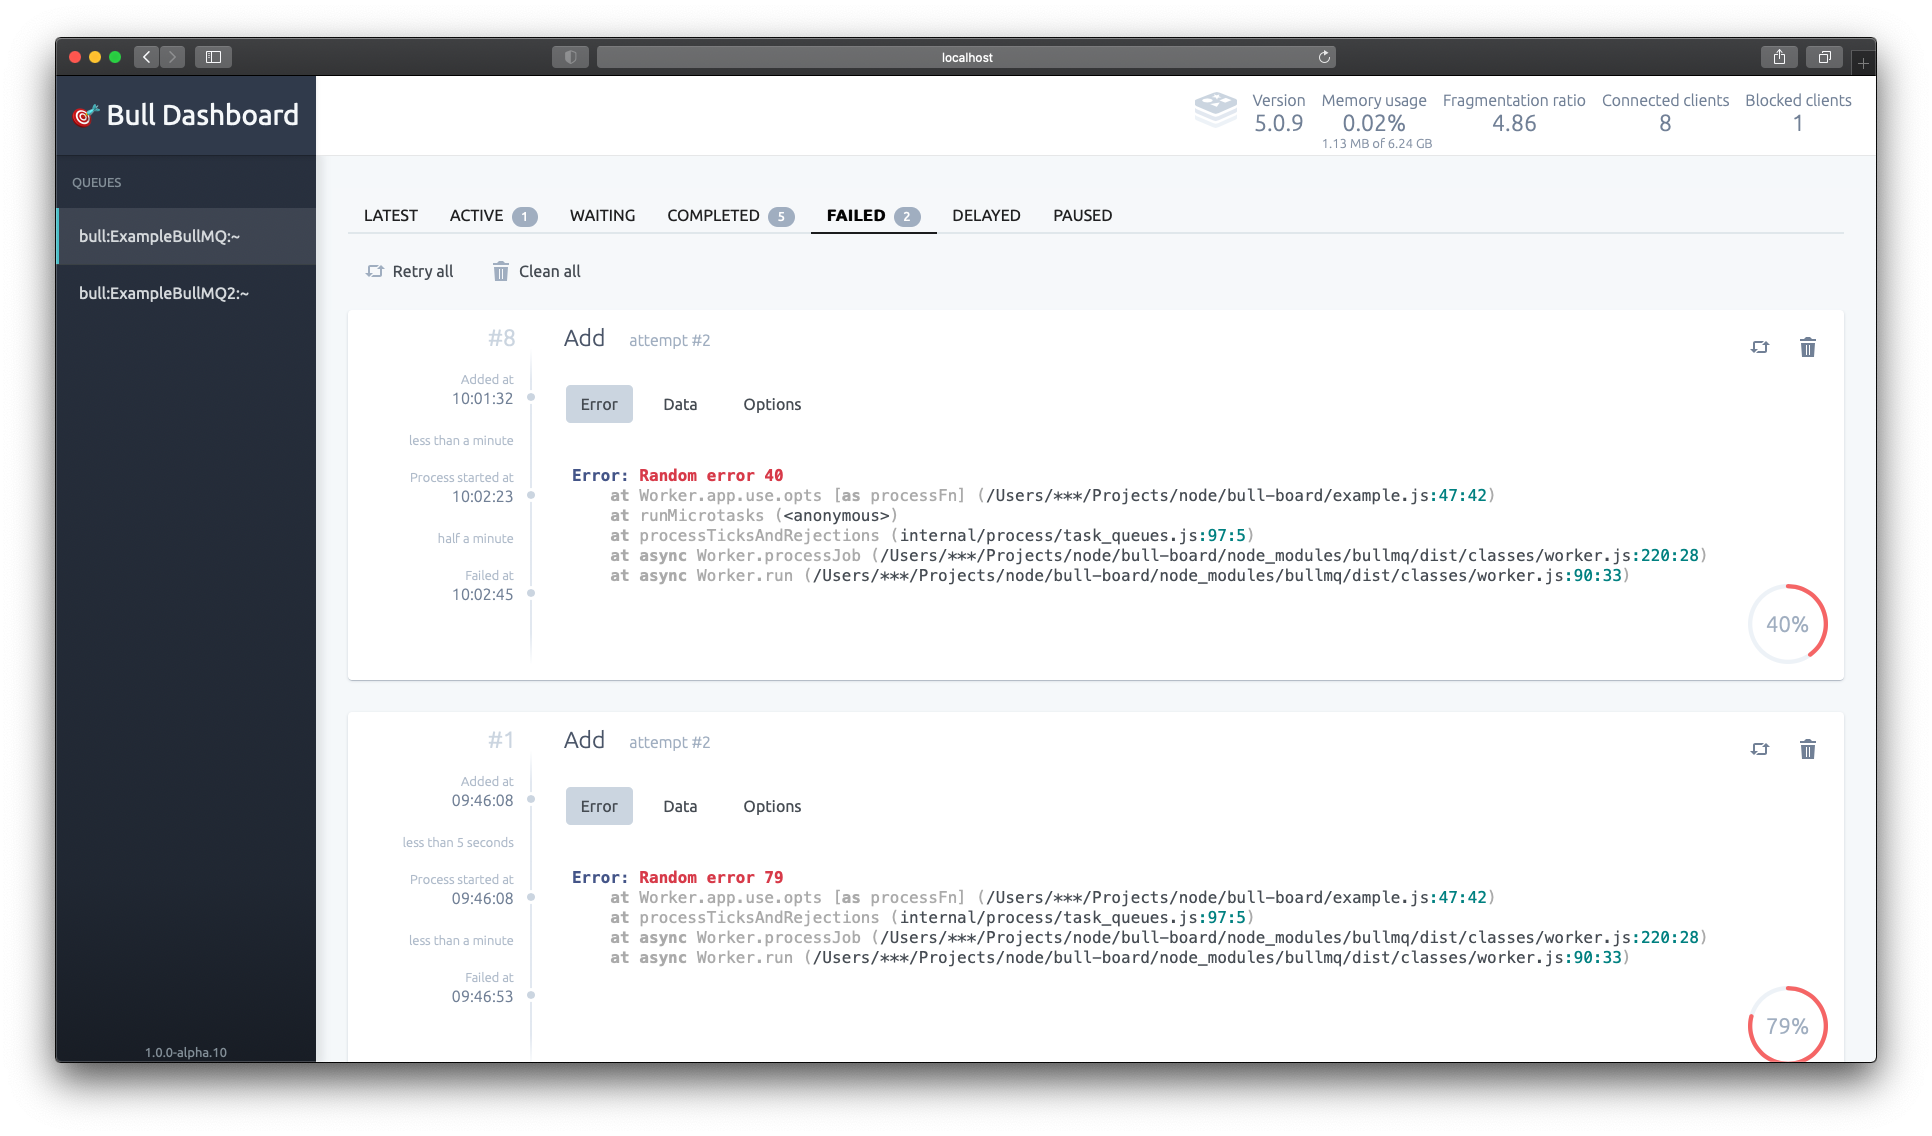 localhost
Bull Dashboard
Version
5.0.9
Memory usage
0.02%
1.13 MB of 6.24 GB
Fragmentation ratio
4.86
Connected clients
8
Blocked clients
1
QUEUES
bull:ExampleBullMQ:~
bull:ExampleBullMQ2:~
1.0.0-alpha.10
LATEST ACTIVE 1 WAITING COMPLETED 5 FAILED 2 DELAYED PAUSED
Retry all Clean all
#8
Added at
10:01:32
less than a minute
Process started at
10:02:23
half a minute
Failed at
10:02:45
Add attempt #2
Error Data Options
Error: Random error 40
at Worker.app.use.opts [as processFn] (/Users/***/Projects/node/bull-board/example.js:47:42)
at runMicrotasks (<anonymous>)
at processTicksAndRejections (internal/process/task_queues.js:97:5)
at async Worker.processJob (/Users/***/Projects/node/bull-board/node_modules/bullmq/dist/classes/worker.js:220:28)
at async Worker.run (/Users/***/Projects/node/bull-board/node_modules/bullmq/dist/classes/worker.js:90:33)
40%
#1
Added at
09:46:08
less than 5 seconds
Process started at
09:46:08
less than a minute
Failed at
09:46:53
Add attempt #2
Error Data Options
Error: Random error 79
at Worker.app.use.opts [as processFn] (/Users/***/Projects/node/bull-board/example.js:47:42)
at processTicksAndRejections (internal/process/task_queues.js:97:5)
at async Worker.processJob (/Users/***/Projects/node/bull-board/node_modules/bullmq/dist/classes/worker.js:220:28)
at async Worker.run (/Users/***/Projects/node/bull-board/node_modules/bullmq/dist/classes/worker.js:90:33)
79%